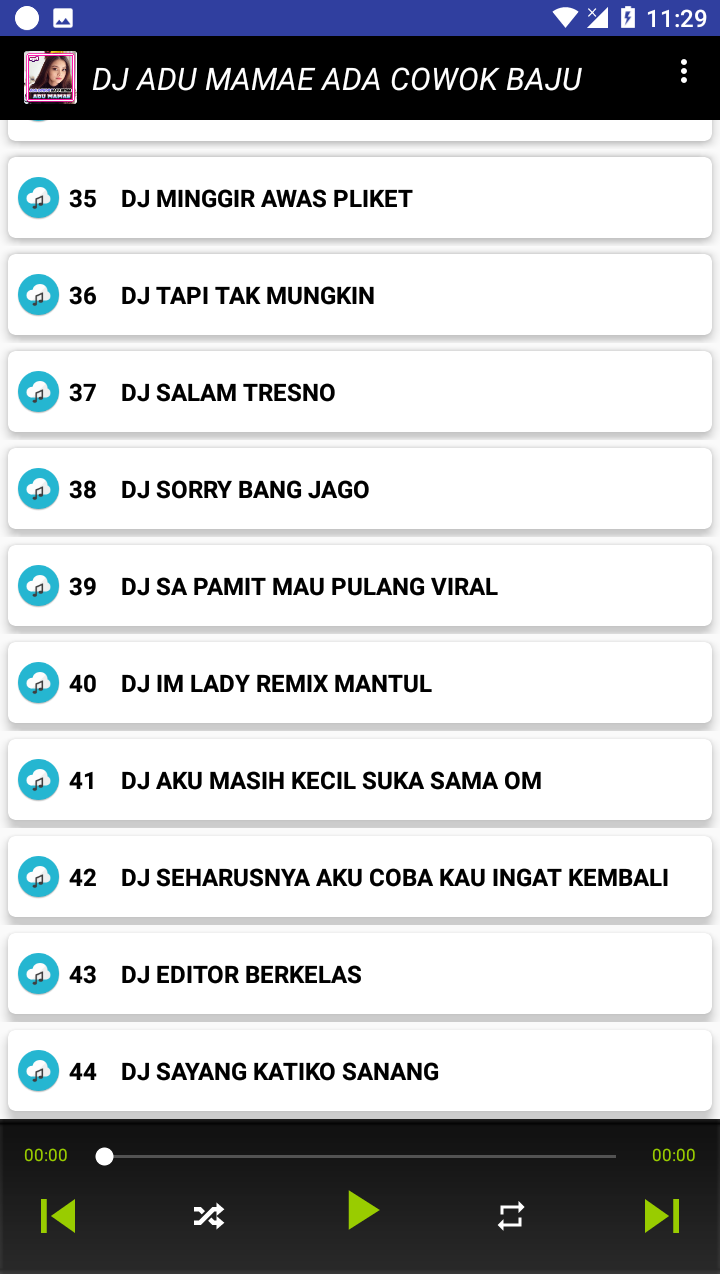 11:29
DJ ADU MAMAE ADA COWOK BAJU
35 DJ MINGGIR AWAS PLIKET
36 DJ TAPI TAK MUNGKIN
37 DJ SALAM TRESNO
38 DJ SORRY BANG JAGO
39 DJ SA PAMIT MAU PULANG VIRAL
40 DJ IM LADY REMIX MANTUL
41 DJ AKU MASIH KECIL SUKA SAMA OM
42 DJ SEHARUSNYA AKU COBA KAU INGAT KEMBALI
43 DJ EDITOR BERKELAS
44 DJ SAYANG KATIKO SANANG
00:00 00:00